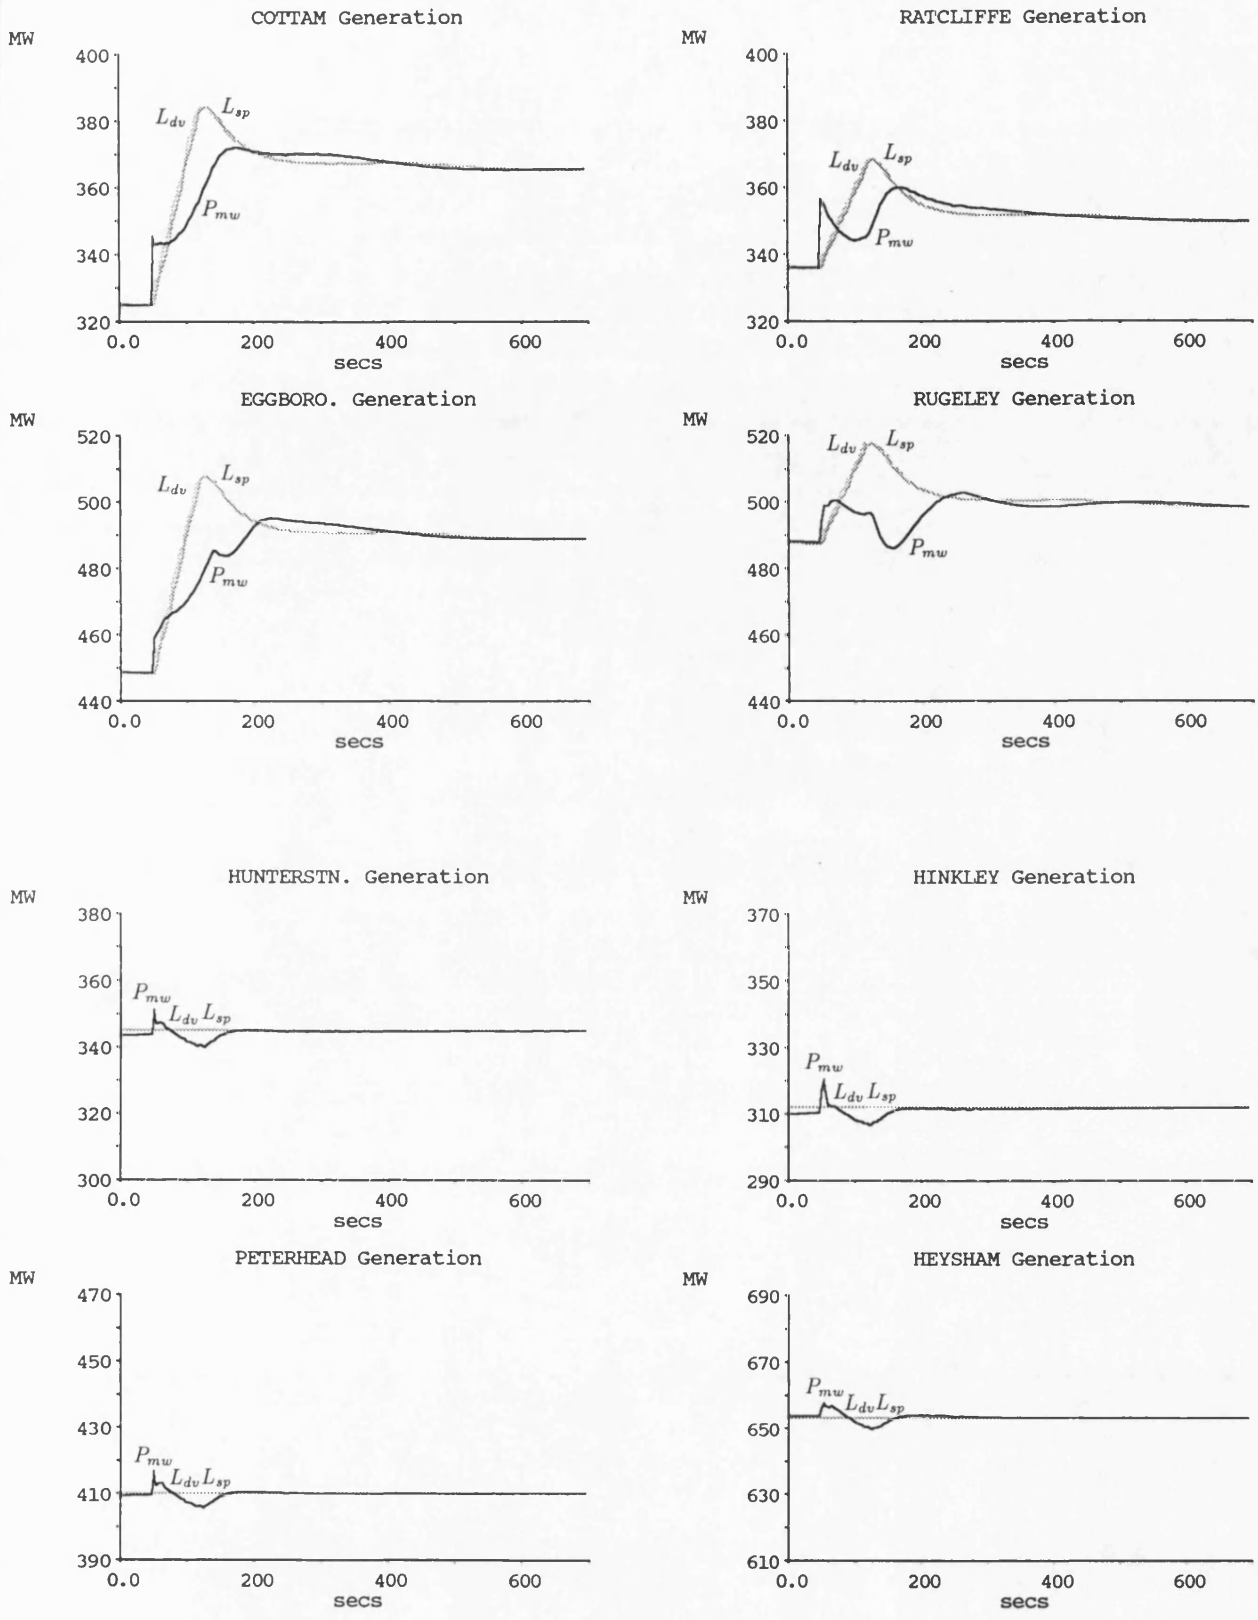 COTTAM Generation
MW
400
380
360
340
320
L_dv
L_sp
P_mw
0.0 200 400 600
secs
RATCLIFFE Generation
MW
400
380
360
340
320
L_dv
L_sp
P_mw
0.0 200 400 600
secs
EGGBORO. Generation
MW
520
500
480
460
440
L_dv
L_sp
P_mw
0.0 200 400 600
secs
RUGELEY Generation
MW
520
500
480
460
440
L_dv
L_sp
P_mw
0.0 200 400 600
secs
HUNTERSTN. Generation
MW
380
360
340
320
300
P_mw
L_dv L_sp
0.0 200 400 600
secs
HINKLEY Generation
MW
370
350
330
310
290
P_mw
L_dv L_sp
0.0 200 400 600
secs
PETERHEAD Generation
MW
470
450
430
410
390
P_mw
L_dv L_sp
0.0 200 400 600
secs
HEYSHAM Generation
MW
690
670
650
630
610
P_mw
L_dv L_sp
0.0 200 400 600
secs